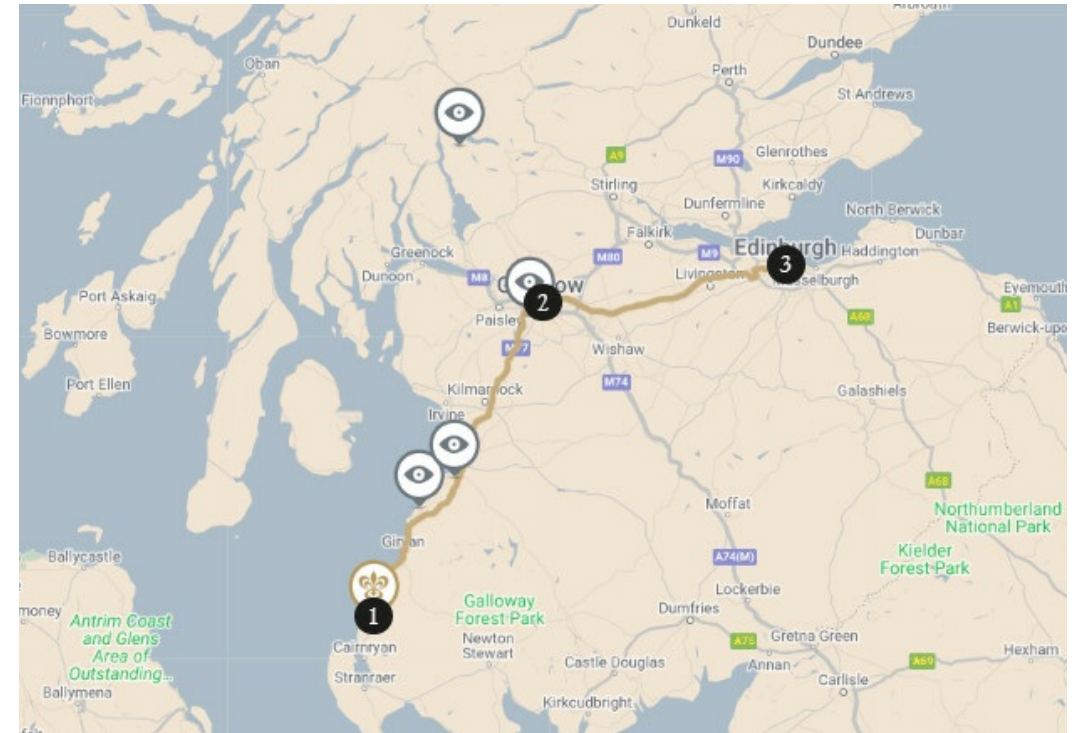 Arbroath
Dunkeld
Dundee
Oban
Perth
Fionnphort
St Andrews
A9
M90
Glenrothes
Stirling
Kirkcaldy
Dunfermline
North Berwick
Falkirk
Dunbar
Greenock
M80
M9
Edinburgh
Haddington
Dunoon
M8
Livingston
3
Musselburgh
Port Askaig
2
Eyemouth
A1
Paisley
A68
Bowmore
Berwick-upo
M77
Wishaw
Port Ellen
M74
Kilmarnock
Galashiels
Irvine
A68
Moffat
Northumberland
National Park
Girvan
Ballycastle
A74(M)
Kielder
Forest Park
Lockerbie
Galloway
Forest Park
money
1
Dumfries
Antrim Coast
and Glens
Area of
Outstanding...
Cairnryan
Newton
Stewart
A75
Gretna Green
Hexham
Stranraer
Castle Douglas
Annan
A69
Carlisle
Ballymena
Kirkcudbright